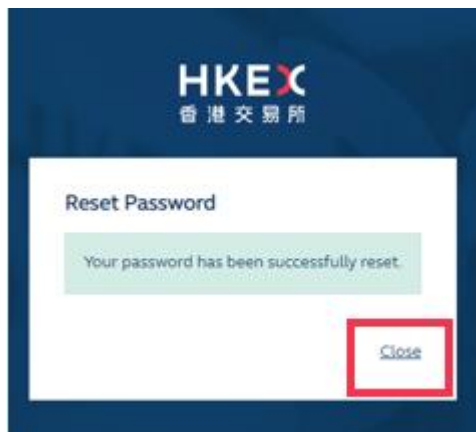 HKEX
香港交易所
Reset Password
Your password has been successfully reset.
Close